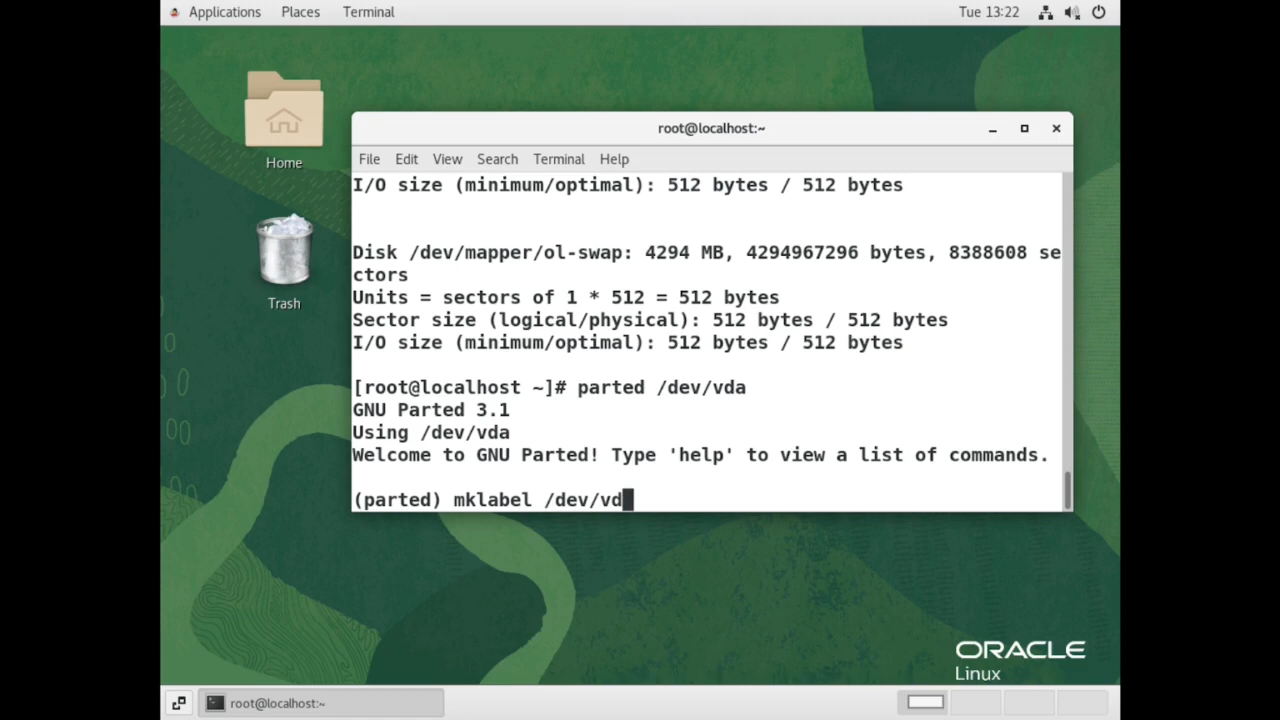 Applications Places Terminal Tue 13:22
Home
Trash
root@localhost:~
File Edit View Search Terminal Help
I/O size (minimum/optimal): 512 bytes / 512 bytes
Disk /dev/mapper/ol-swap: 4294 MB, 4294967296 bytes, 8388608 se
ctors
Units = sectors of 1 * 512 = 512 bytes
Sector size (logical/physical): 512 bytes / 512 bytes
I/O size (minimum/optimal): 512 bytes / 512 bytes
[root@localhost ~]# parted /dev/vda
GNU Parted 3.1
Using /dev/vda
Welcome to GNU Parted! Type 'help' to view a list of commands.
(parted) mklabel /dev/vd
ORACLE
Linux
root@localhost:~